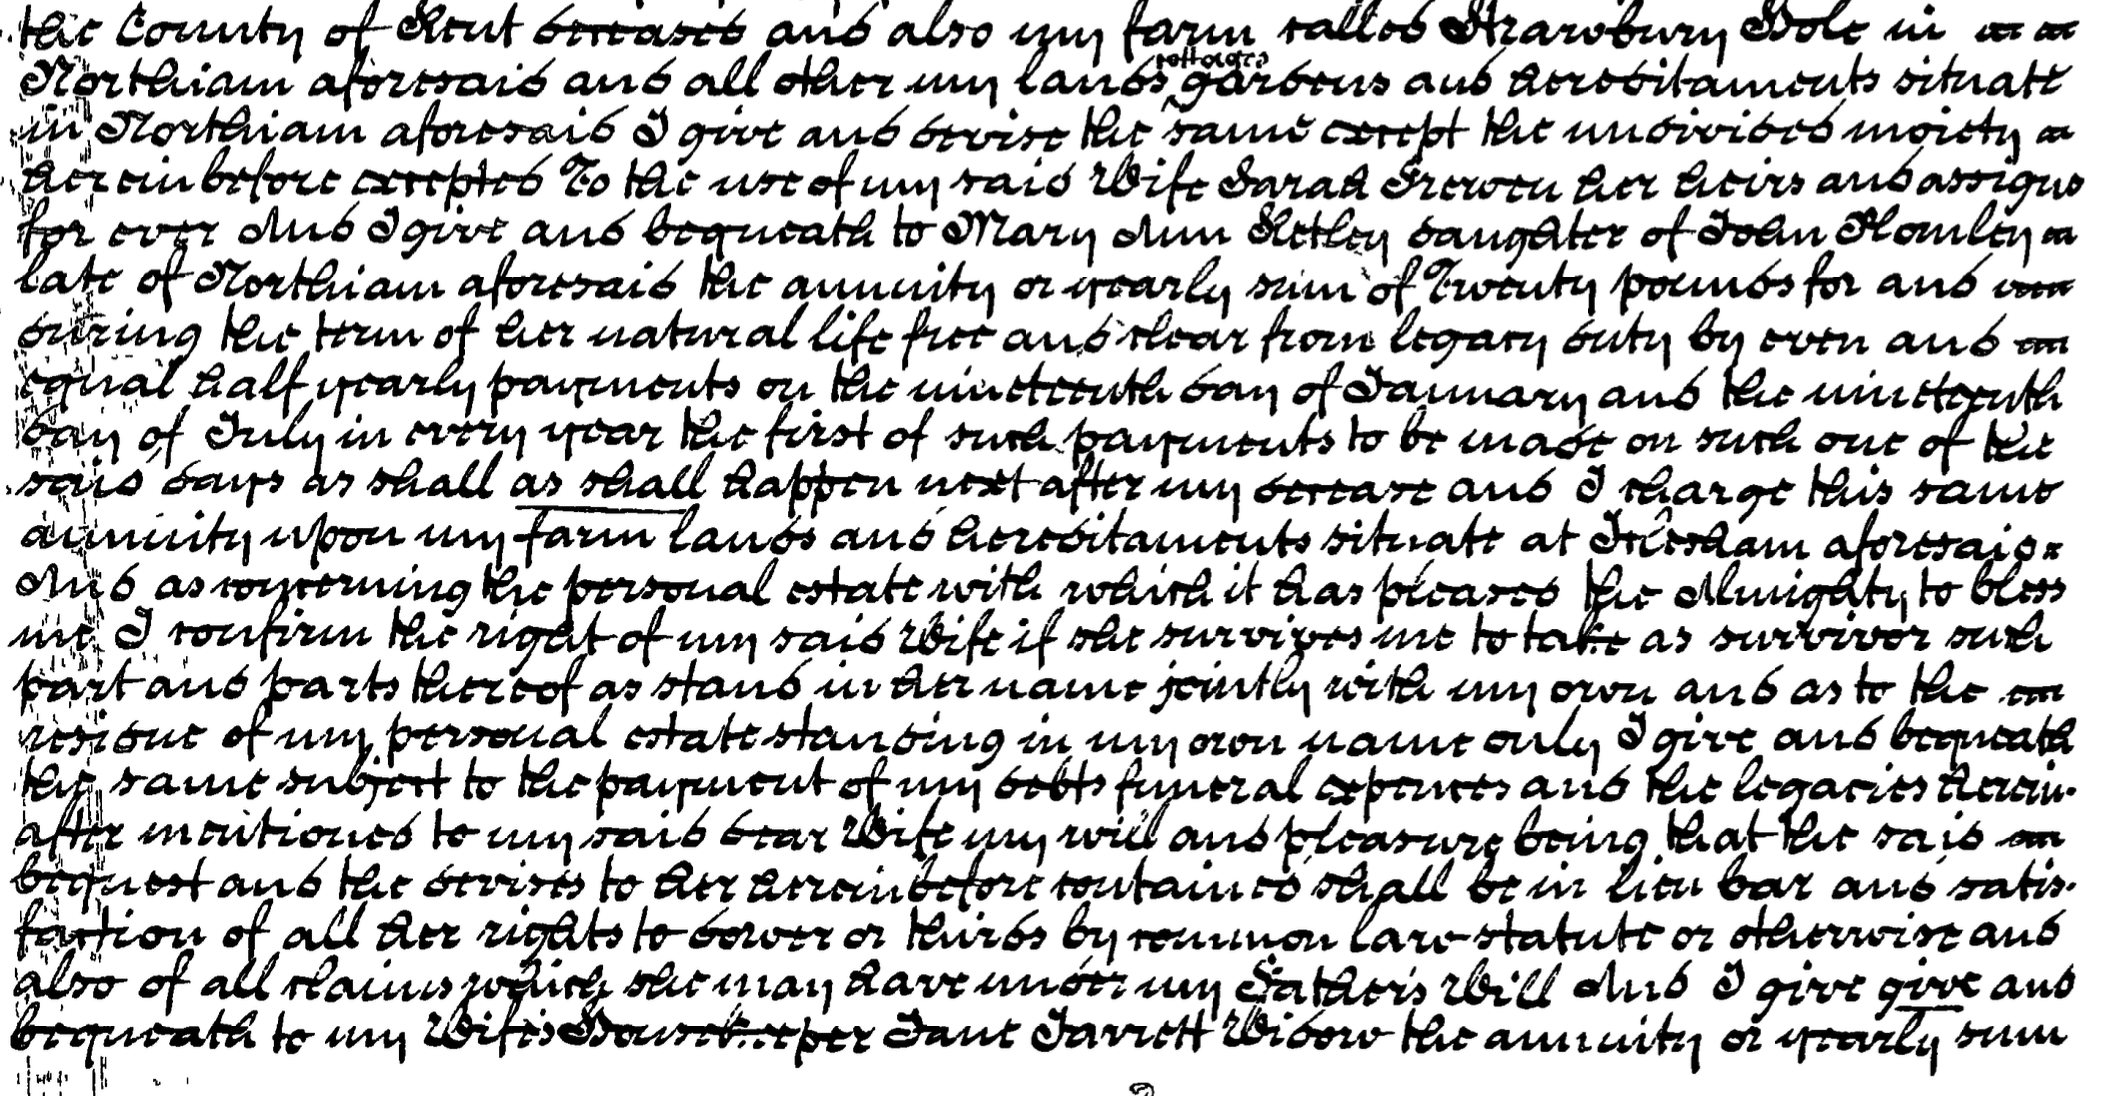 the County of Kent deceased and also my farm called Strawbury Hole in
Northiam aforesaid and all other my lands cottages gardens and hereditaments situate
in Northiam aforesaid I give and devise the same except the undivided moiety
hereinbefore excepted To the use of my said Wife Sarah Frewen her heirs and assigns
for ever And I give and bequeath to Mary Ann Ketley daughter of John Plomley
late of Northiam aforesaid the annuity or yearly sum of Twenty pounds for and
during the term of her natural life free and clear from legacy duty by even and
equal half yearly payments on the nineteenth day of January and the nineteenth
day of July in every year the first of such payments to be made on such one of the
said days as shall as shall happen next after my decease and I charge this same
annuity upon my farm lands and hereditaments situate at Icklesham aforesaid
And as concerning the personal estate with which it has pleased the Almighty to bless
me I confirm the right of my said Wife if she survives me to take as survivor such
part and parts thereof as stand in her name jointly with my own and as to the
residue of my personal estate standing in my own name only I give and bequeath
the same subject to the payment of my debts funeral expences and the legacies herein-
after mentioned to my said dear Wife my will and pleasure being that the said
bequest and the devises to her hereinbefore contained shall be in lieu bar and satis-
faction of all her rights to dower or thirds by common law statute or otherwise and
also of all claims which she may have under my Father's Will And I give give and
bequeath to my Wife's Housekeeper Jane Jarrett Widow the annuity or yearly sum